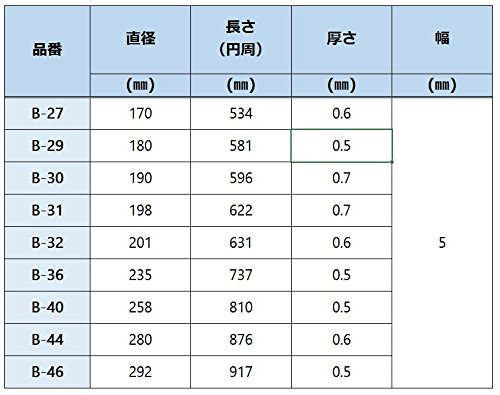 品番 直径 長さ（円周） 厚さ 幅
(㎜) (㎜) (㎜) (㎜)
B-27 170 534 0.6
B-29 180 581 0.5
B-30 190 596 0.7
B-31 198 622 0.7
B-32 201 631 0.6 5
B-36 235 737 0.5
B-40 258 810 0.5
B-44 280 876 0.6
B-46 292 917 0.5